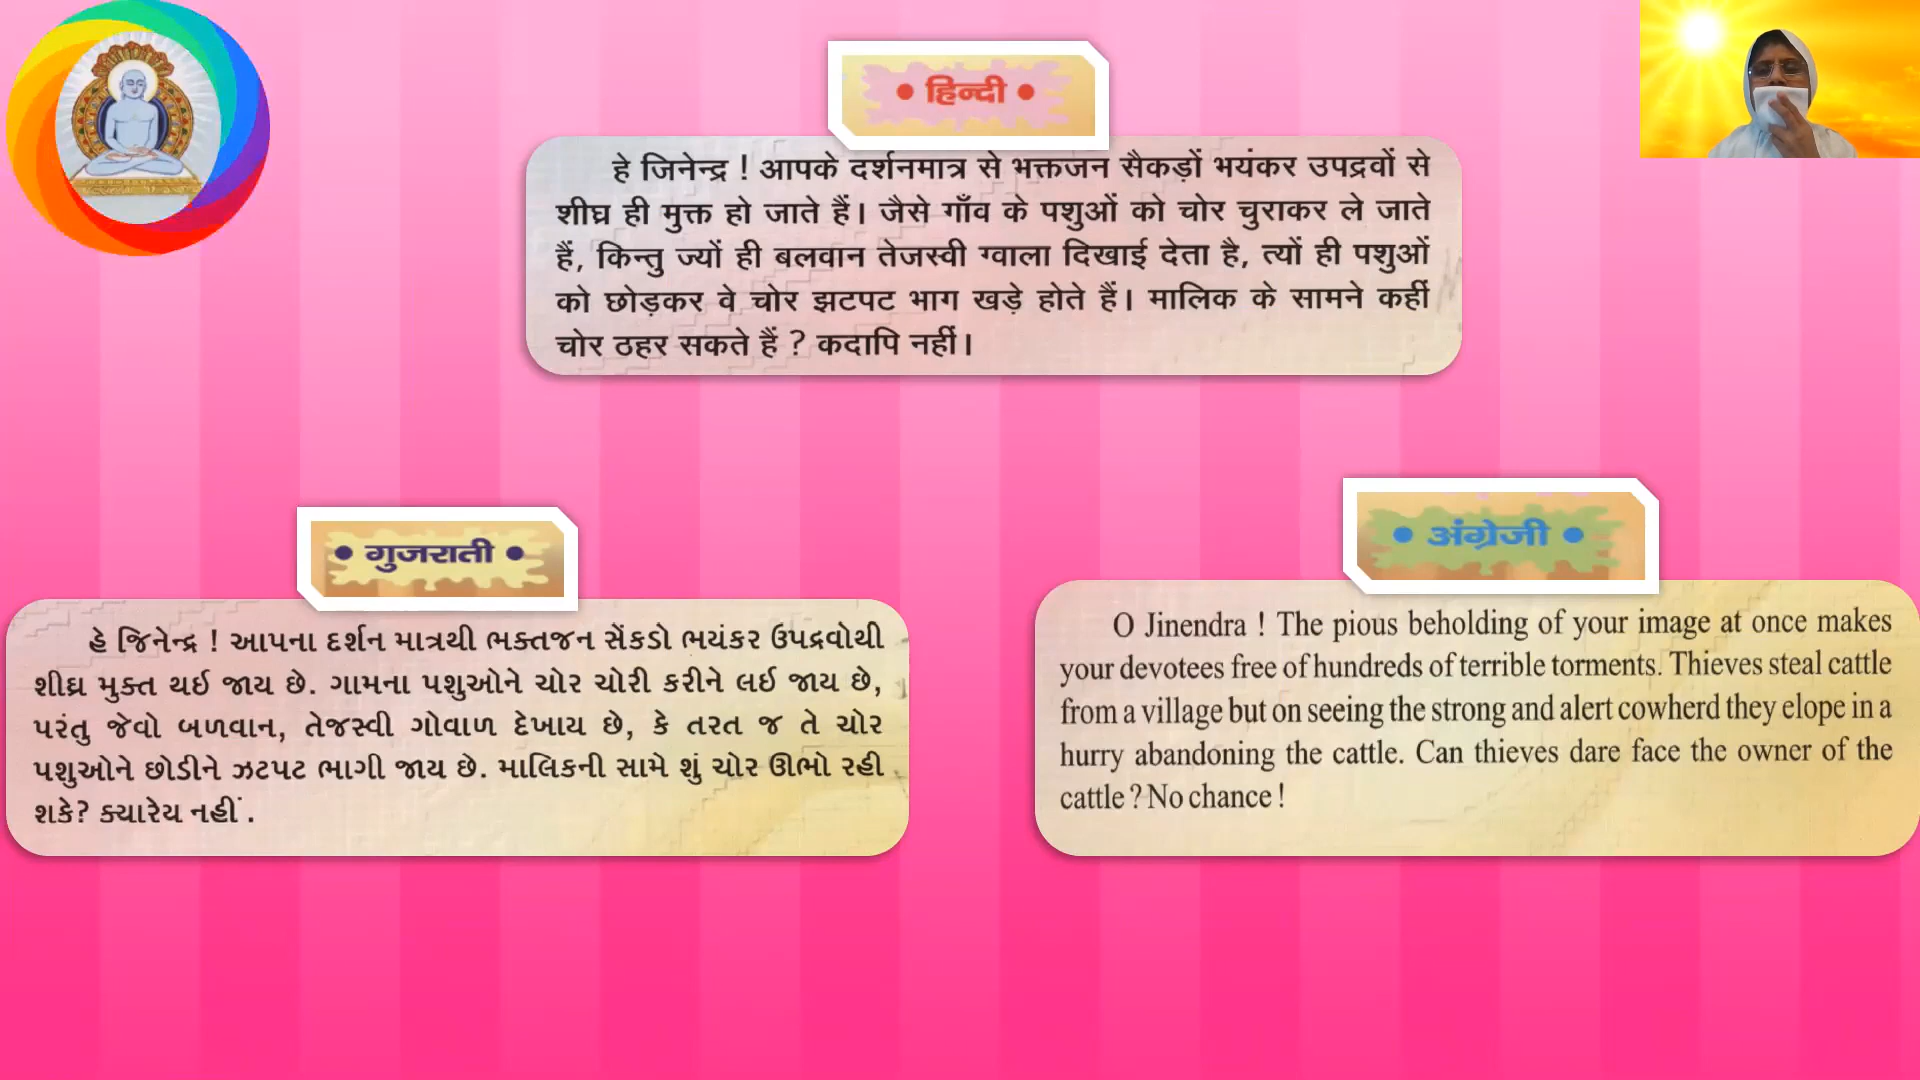 • हिन्दी •
हे जिनेन्द्र ! आपके दर्शनमात्र से भक्तजन सैकड़ों भयंकर उपद्रवों से
शीघ्र ही मुक्त हो जाते हैं। जैसे गाँव के पशुओं को चोर चुराकर ले जाते
हैं, किन्तु ज्यों ही बलवान तेजस्वी ग्वाला दिखाई देता है, त्यों ही पशुओं
को छोड़कर वे चोर झटपट भाग खड़े होते हैं। मालिक के सामने कहीं
चोर ठहर सकते हैं ? कदापि नहीं।
• गुजराती •
હે જિનેન્દ્ર ! આપના દર્શન માત્રથી ભક્તજન સેંકડો ભયંકર ઉપદ્રવોથી
શીઘ્ર મુક્ત થઈ જાય છે. ગામના પશુઓને ચોર ચોરી કરીને લઈ જાય છે,
પરંતુ જેવો બળવાન, તેજસ્વી ગોવાળ દેખાય છે, કે તરત જ તે ચોર
પશુઓને છોડીને ઝટપટ ભાગી જાય છે. માલિકની સામે શું ચોર ઊભો રહી
શકે? ક્યારેય નહીં.
• अंग्रेजी •
O Jinendra ! The pious beholding of your image at once makes
your devotees free of hundreds of terrible torments. Thieves steal cattle
from a village but on seeing the strong and alert cowherd they elope in a
hurry abandoning the cattle. Can thieves dare face the owner of the
cattle ? No chance !